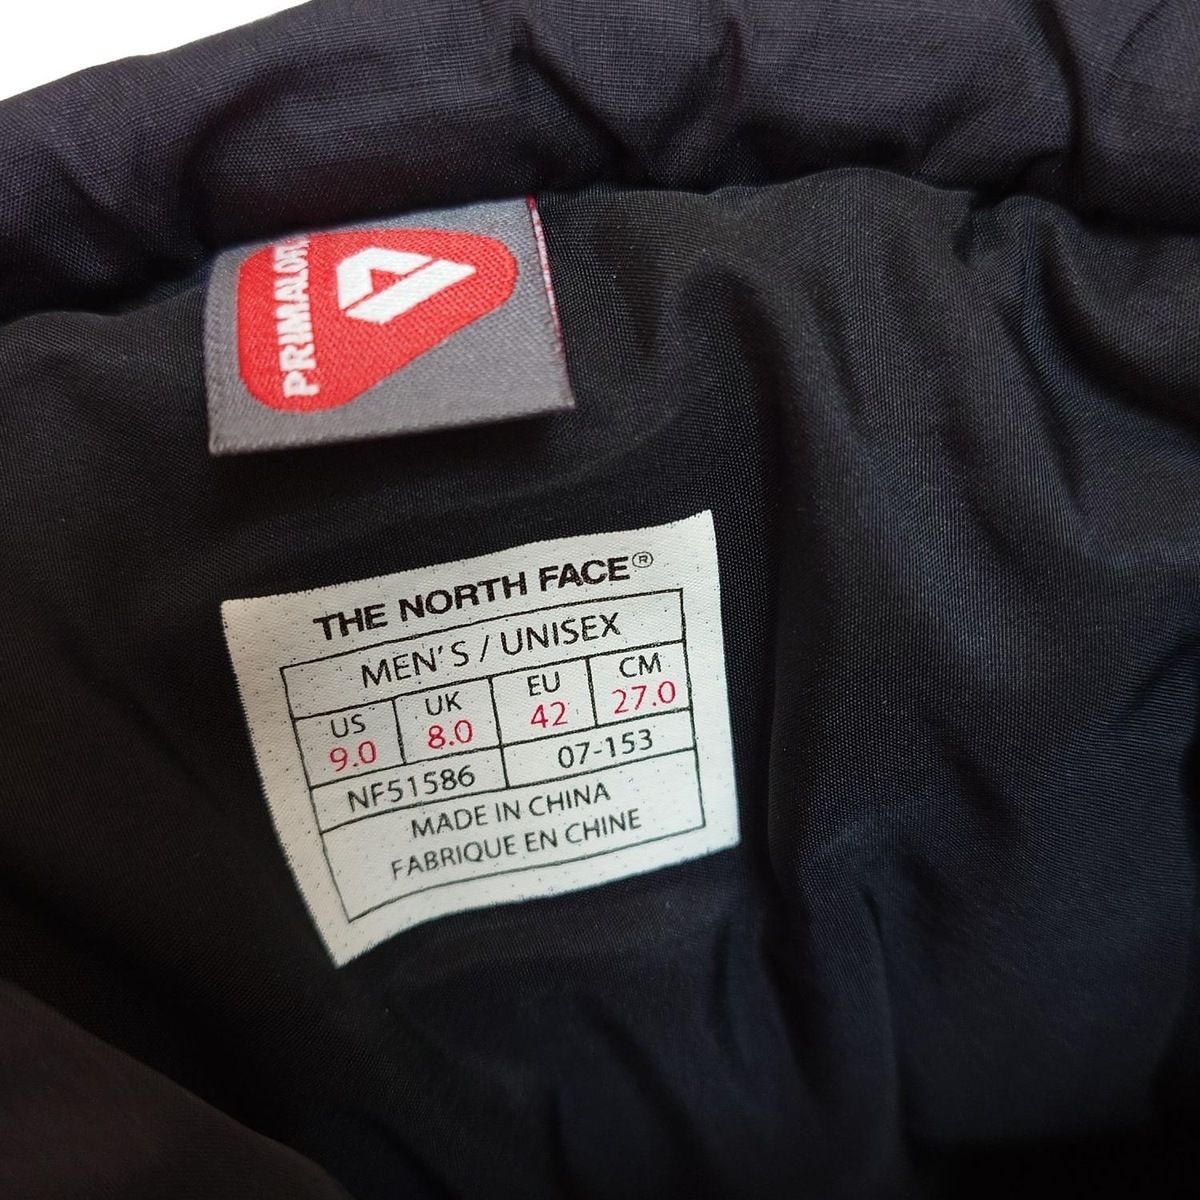 PRIMALOFT
THE NORTH FACE®
MEN'S / UNISEX
US UK EU CM
9.0 8.0 42 27.0
NF51586 07-153
MADE IN CHINA
FABRIQUE EN CHINE